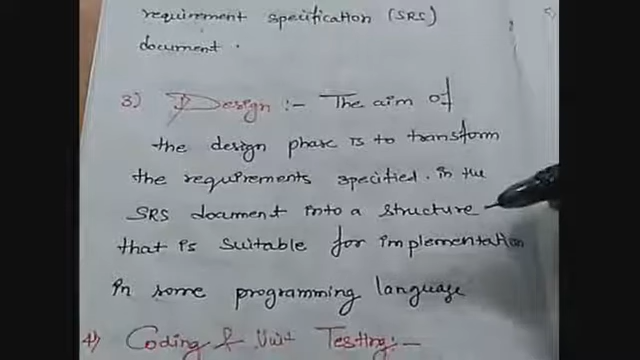 requirement specification (SRS)
document.
3) Design :- The aim of
the design phase is to transform
the requirements specified. in the
SRS document into a structure
that is suitable for implementation
in some programming language
4) Coding & Unit Testing :-